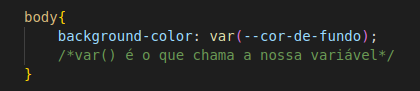 body{
background-color: var(--cor-de-fundo);
/*var() é o que chama a nossa variável*/
}